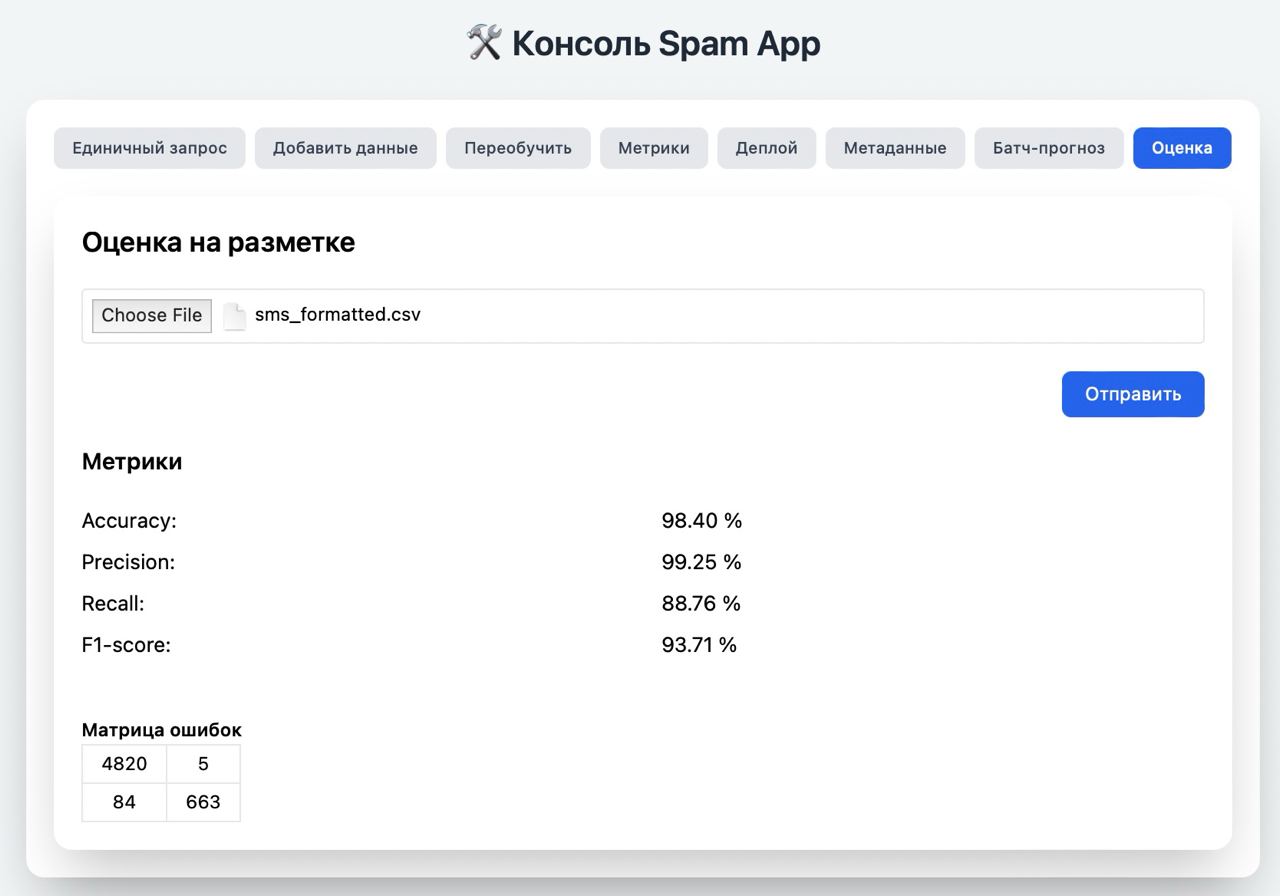 🛠 Консоль Spam App
Единичный запрос Добавить данные Переобучить Метрики Деплой Метаданные Батч-прогноз Оценка
Оценка на разметке
Choose File sms_formatted.csv
Отправить
Метрики
Accuracy: 98.40 %
Precision: 99.25 %
Recall: 88.76 %
F1-score: 93.71 %
Матрица ошибок
4820 5
84 663